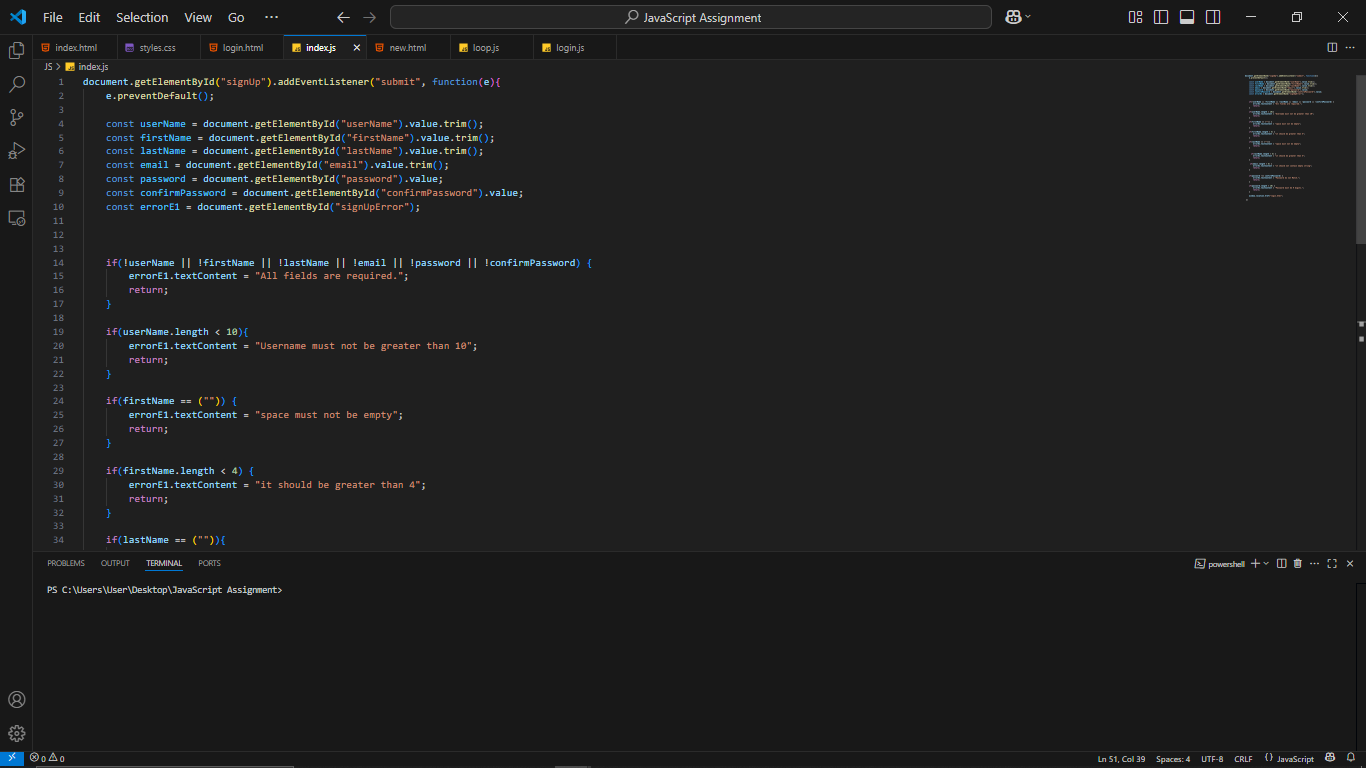 File Edit Selection View Go ··· JavaScript Assignment
index.html styles.css login.html index.js new.html loop.js login.js
JS > index.js
1 document.getElementById("signUp").addEventListener("submit", function(e){
2     e.preventDefault();
3
4     const userName = document.getElementById("userName").value.trim();
5     const firstName = document.getElementById("firstName").value.trim();
6     const lastName = document.getElementById("lastName").value.trim();
7     const email = document.getElementById("email").value.trim();
8     const password = document.getElementById("password").value;
9     const confirmPassword = document.getElementById("confirmPassword").value;
10     const errorE1 = document.getElementById("signUpError");
11
12
13
14     if(!userName || !firstName || !lastName || !email || !password || !confirmPassword) {
15         errorE1.textContent = "All fields are required.";
16         return;
17     }
18
19     if(userName.length < 10){
20         errorE1.textContent = "Username must not be greater than 10";
21         return;
22     }
23
24     if(firstName == ("")) {
25         errorE1.textContent = "space must not be empty";
26         return;
27     }
28
29     if(firstName.length < 4) {
30         errorE1.textContent = "it should be greater than 4";
31         return;
32     }
33
34     if(lastName == ("")){
PROBLEMS OUTPUT TERMINAL PORTS powershell
PS C:\Users\User\Desktop\JavaScript Assignment>
0 0 Ln 51, Col 39 Spaces: 4 UTF-8 CRLF {} JavaScript